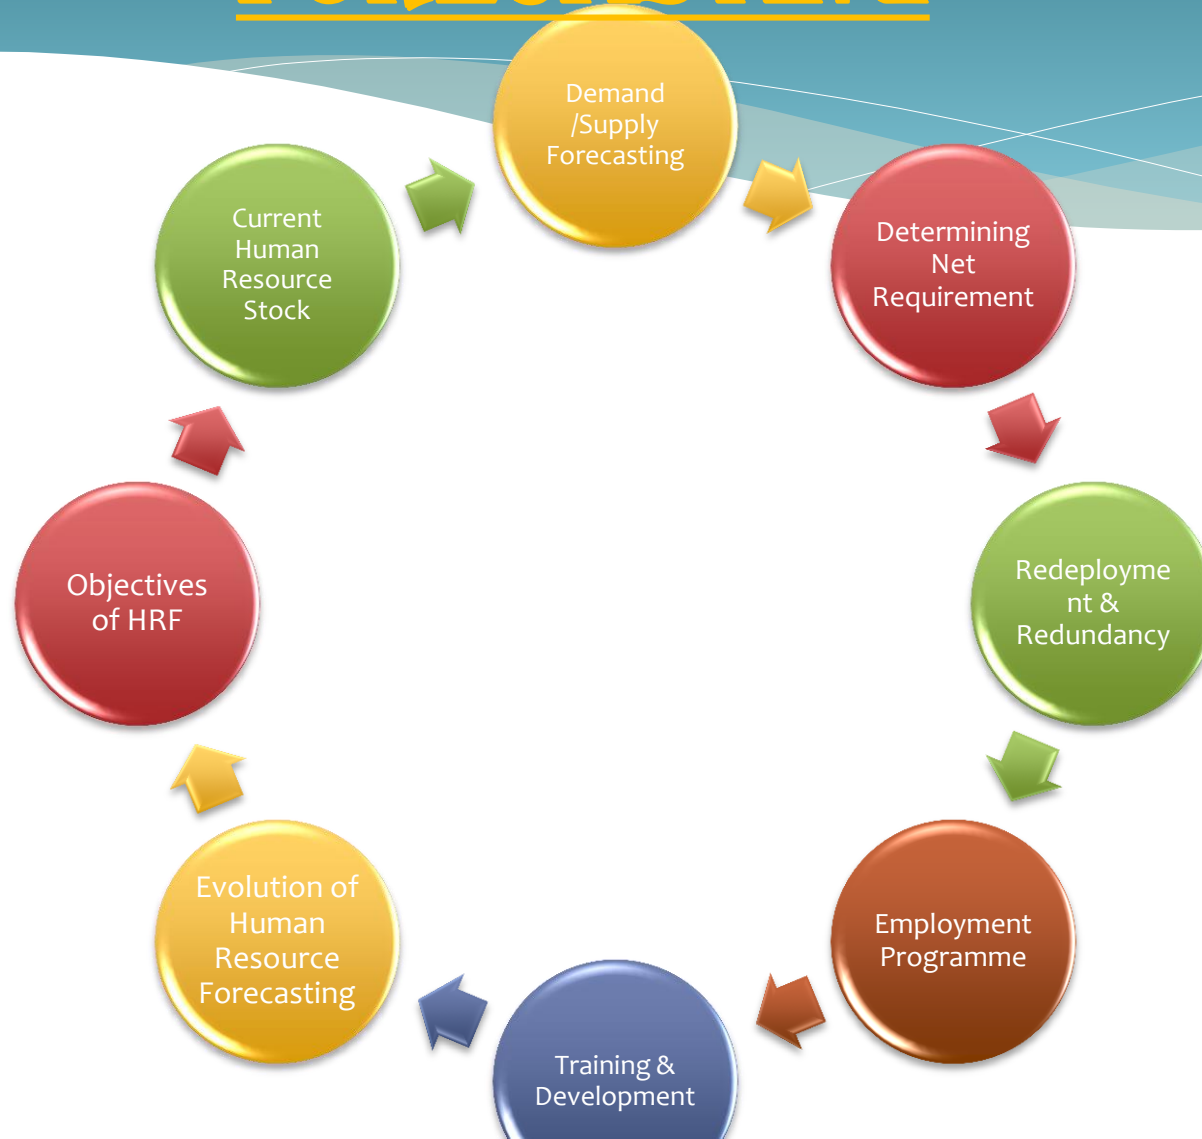 Demand
/Supply
Forecasting
Determining
Net
Requirement
Redeployme
nt &
Redundancy
Employment
Programme
Training &
Development
Evolution of
Human
Resource
Forecasting
Objectives
of HRF
Current
Human
Resource
Stock